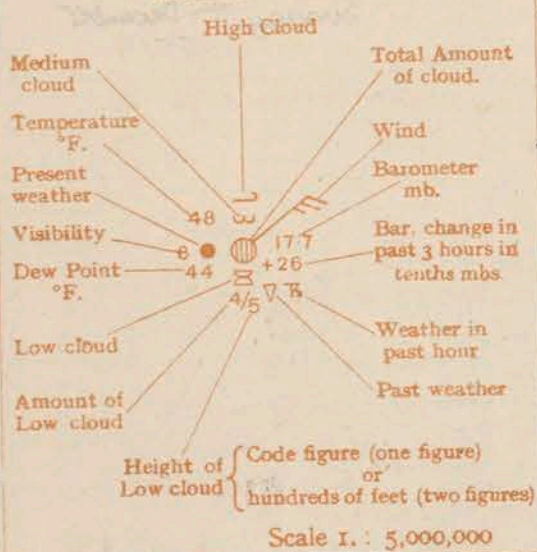 High Cloud
Medium
cloud
Total Amount
of cloud.
Temperature
°F.
Wind
Present
weather
Barometer
mb.
48
Visibility
8
17.7
Bar. change in
past 3 hours in
tenths mbs
+26
Dew Point
°F.
44
4/5
Low cloud
Weather in
past hour
Amount of
Low cloud
Past weather
Height of
Low cloud
Code figure (one figure)
or
hundreds of feet (two figures)
Scale 1. : 5,000,000